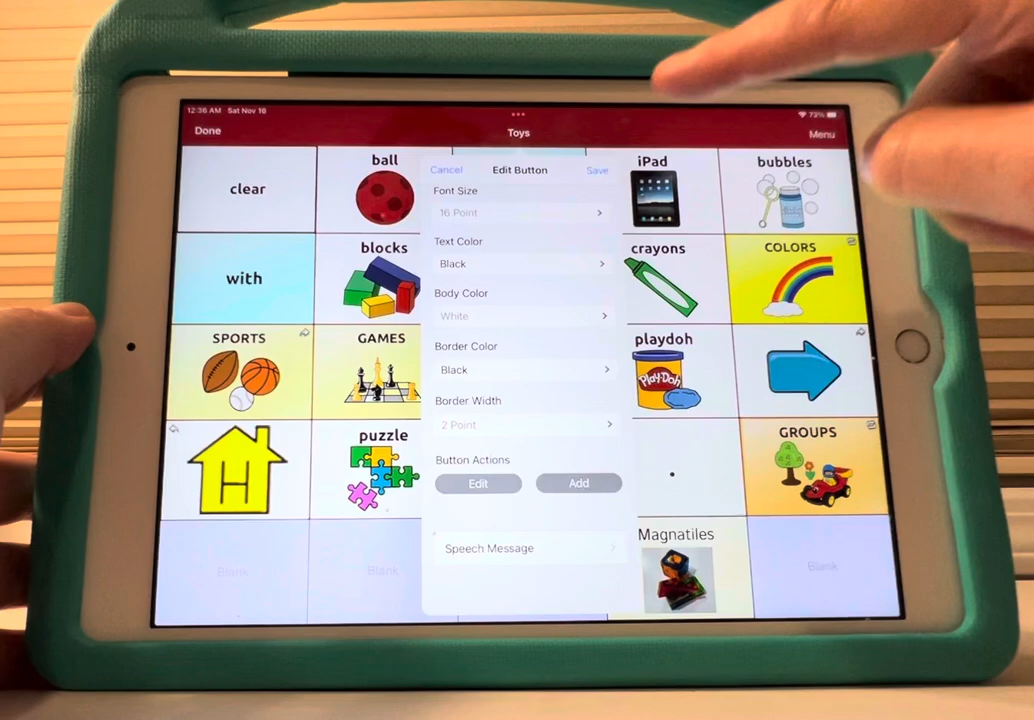 12:36 AM Sat Nov 16
73%
Done
Toys
Menu
clear
ball
iPad
bubbles
Cancel
Edit Button
Save
Font Size
16 Point
Text Color
Black
Body Color
White
Border Color
Black
Border Width
2 Point
Button Actions
Edit
Add
Speech Message
with
blocks
crayons
COLORS
SPORTS
GAMES
playdoh
Play-Doh
H
puzzle
GROUPS
Blank
Blank
Magnatiles
Blank